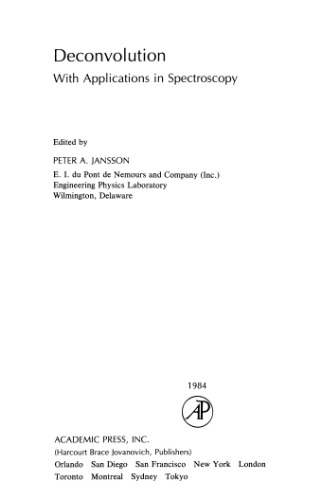 Deconvolution
With Applications in Spectroscopy
Edited by
PETER A. JANSSON
E. I. du Pont de Nemours and Company (Inc.)
Engineering Physics Laboratory
Wilmington, Delaware
1984
AP
ACADEMIC PRESS, INC.
(Harcourt Brace Jovanovich, Publishers)
Orlando San Diego San Francisco New York London
Toronto Montreal Sydney Tokyo